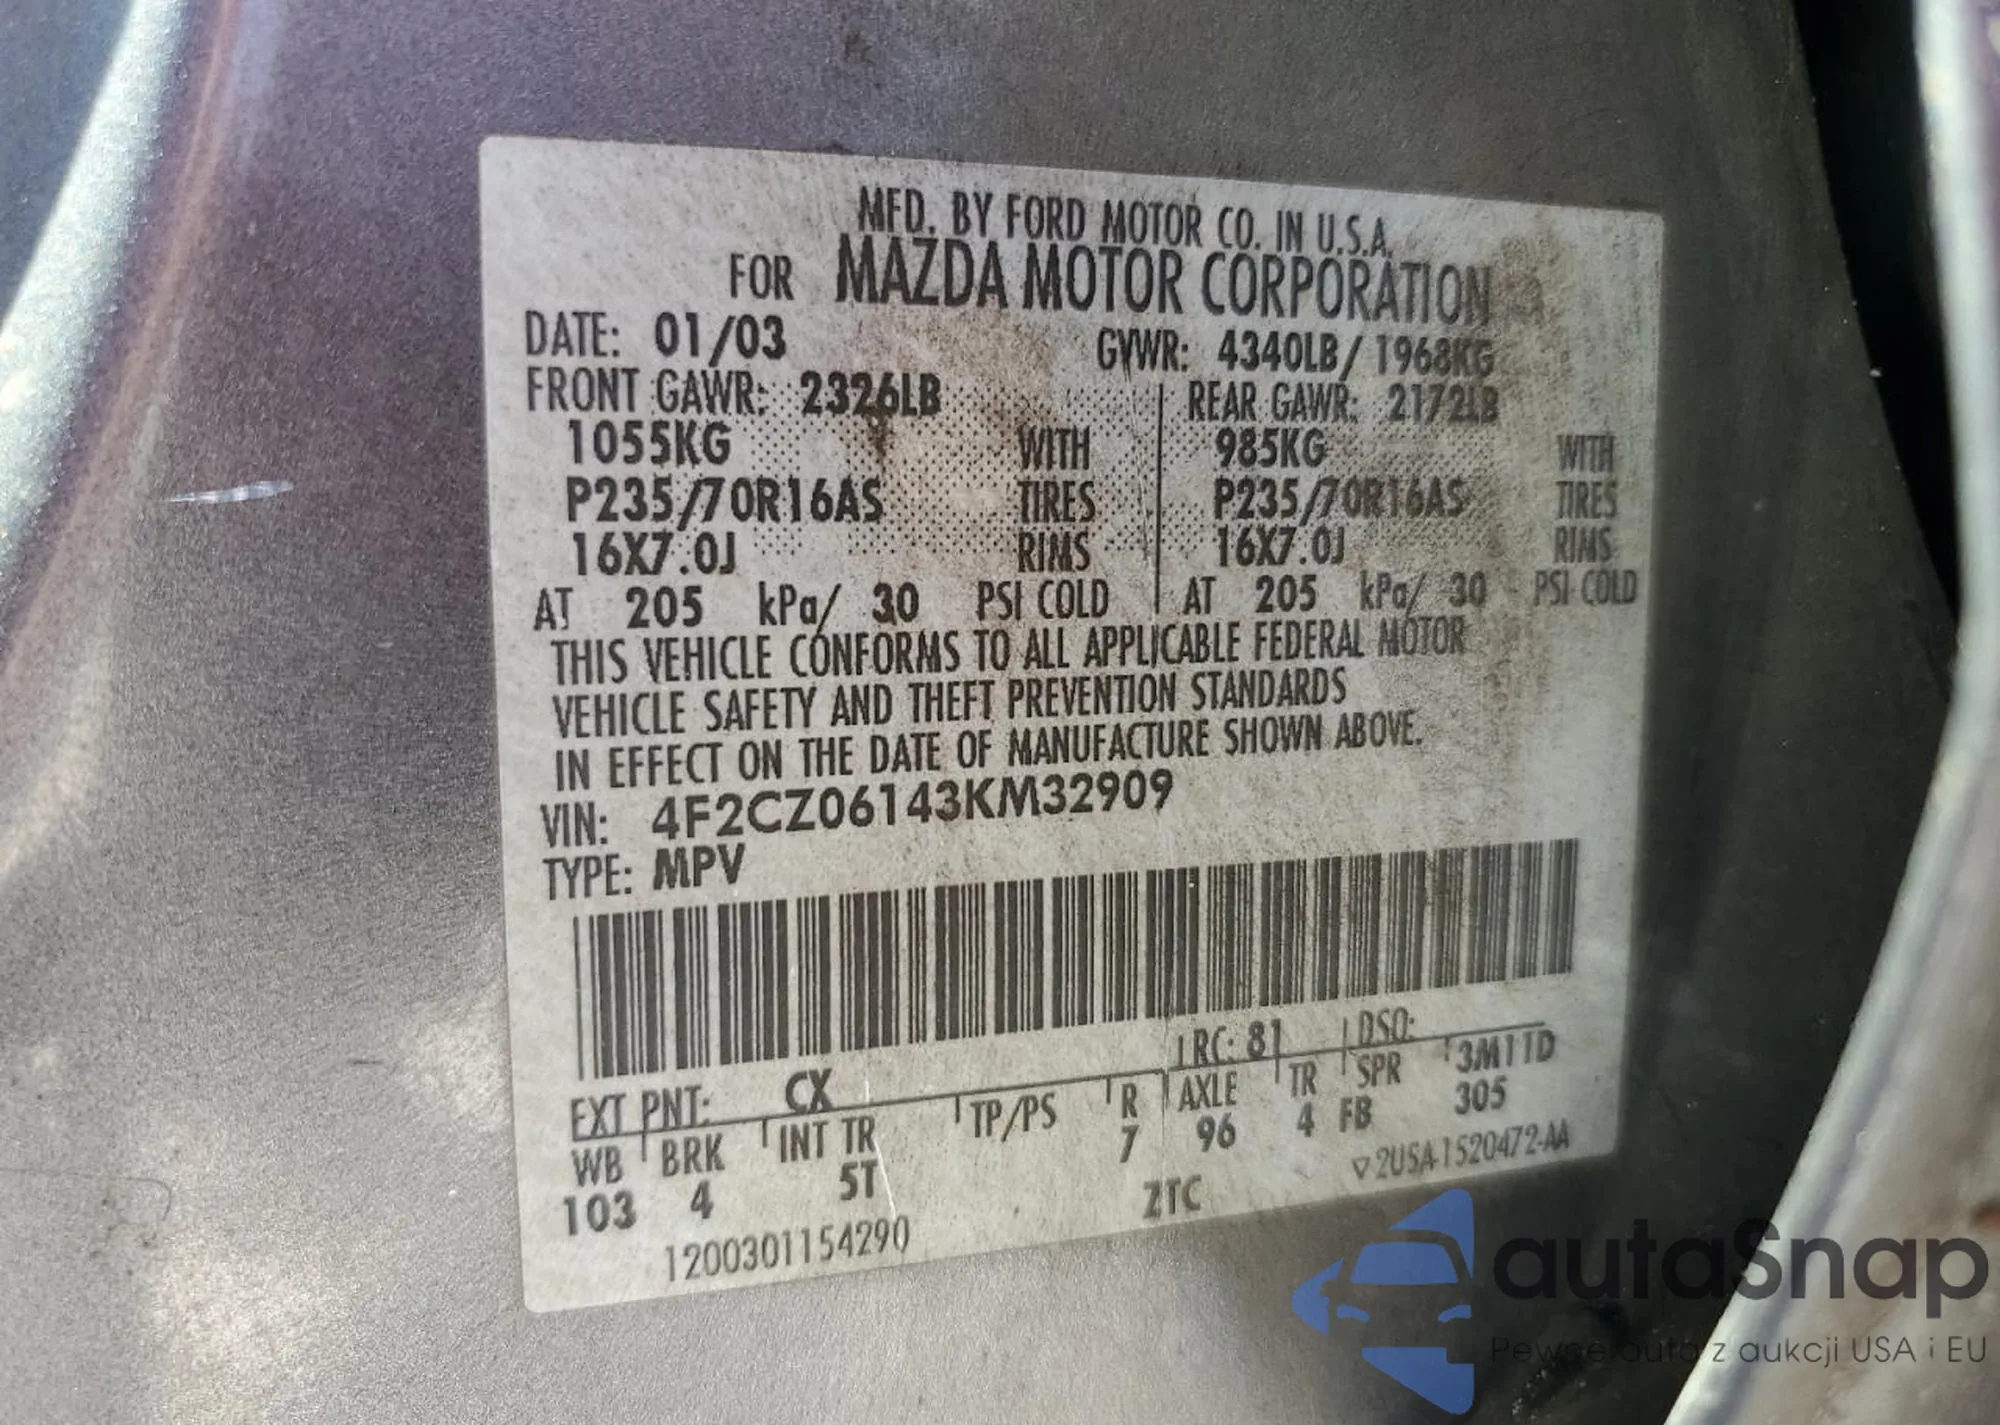 MFD. BY FORD MOTOR CO. IN U.S.A.
FOR MAZDA MOTOR CORPORATION
DATE: 01/03 GVWR: 4340LB/ 1968KG
FRONT GAWR: 2326LB REAR GAWR: 2172LB
1055KG WITH 985KG WITH
P235/70R16AS TIRES P235/70R16AS TIRES
16X7.0J RIMS 16X7.0J RIMS
AT 205 kPa/ 30 PSI COLD AT 205 kPa/ 30 PSI COLD
THIS VEHICLE CONFORMS TO ALL APPLICABLE FEDERAL MOTOR
VEHICLE SAFETY AND THEFT PREVENTION STANDARDS
IN EFFECT ON THE DATE OF MANUFACTURE SHOWN ABOVE.
VIN: 4F2CZ06143KM32909
TYPE: MPV
EXT PNT: CX RC: 81 DSO:
WB BRK INT TR TP/PS R AXLE TR SPR 3M11D
103 4 5T 7 96 4 FB 305
1200301154290 ZTC ▽2USA-1520472-AA
autaSnap
Pewne auta z aukcji USA i EU